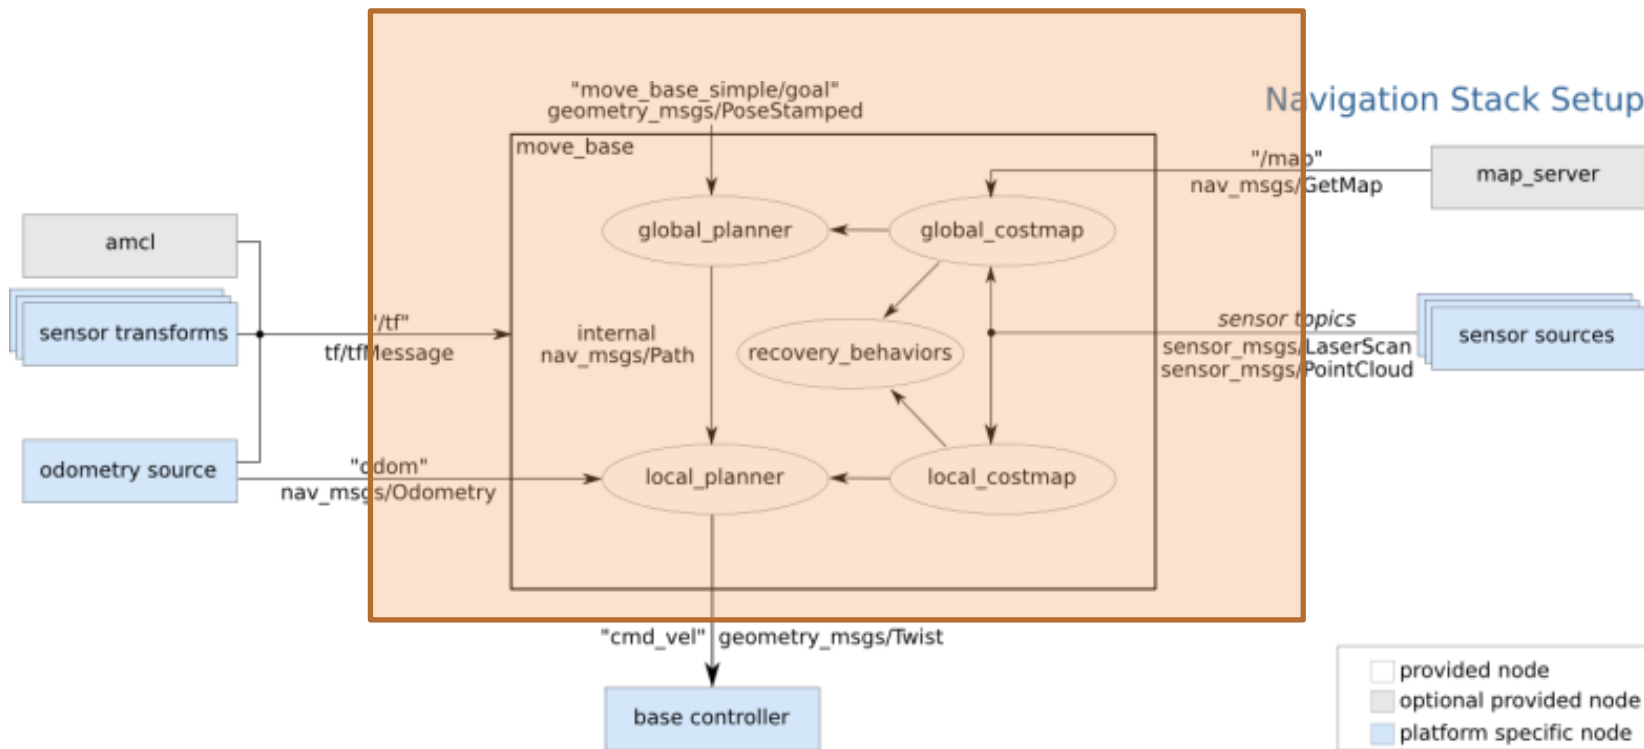 "move_base_simple/goal"
geometry_msgs/PoseStamped
Navigation Stack Setup
move_base
"/map"
nav_msgs/GetMap
map_server
global_planner
global_costmap
amcl
sensor transforms
"/tf"
tf/tfMessage
internal
nav_msgs/Path
recovery_behaviors
sensor topics
sensor_msgs/LaserScan
sensor_msgs/PointCloud
sensor sources
odometry source
"odom"
nav_msgs/Odometry
local_planner
local_costmap
"cmd_vel" geometry_msgs/Twist
base controller
provided node
optional provided node
platform specific node